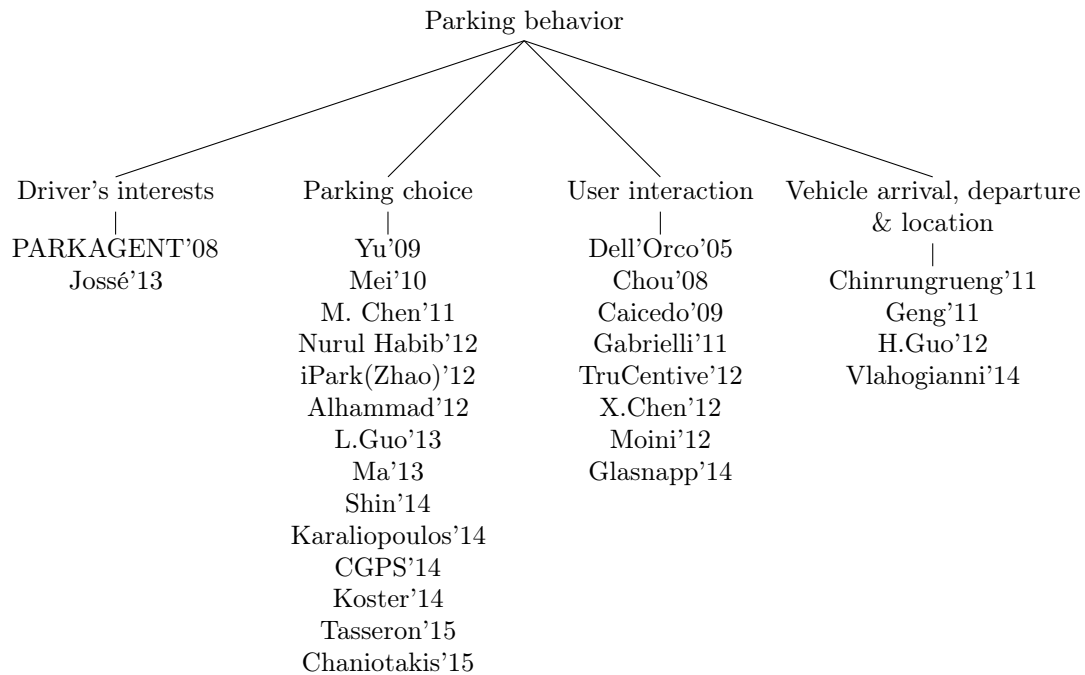 Parking behavior
Driver's interests
PARKAGENT'08
Jossé'13
Parking choice
Yu'09
Mei'10
M. Chen'11
Nurul Habib'12
iPark(Zhao)'12
Alhammad'12
L.Guo'13
Ma'13
Shin'14
Karaliopoulos'14
CGPS'14
Koster'14
Tasseron'15
Chaniotakis'15
User interaction
Dell'Orco'05
Chou'08
Caicedo'09
Gabrielli'11
TruCentive'12
X.Chen'12
Moini'12
Glasnapp'14
Vehicle arrival, departure
& location
Chinrungrueng'11
Geng'11
H.Guo'12
Vlahogianni'14